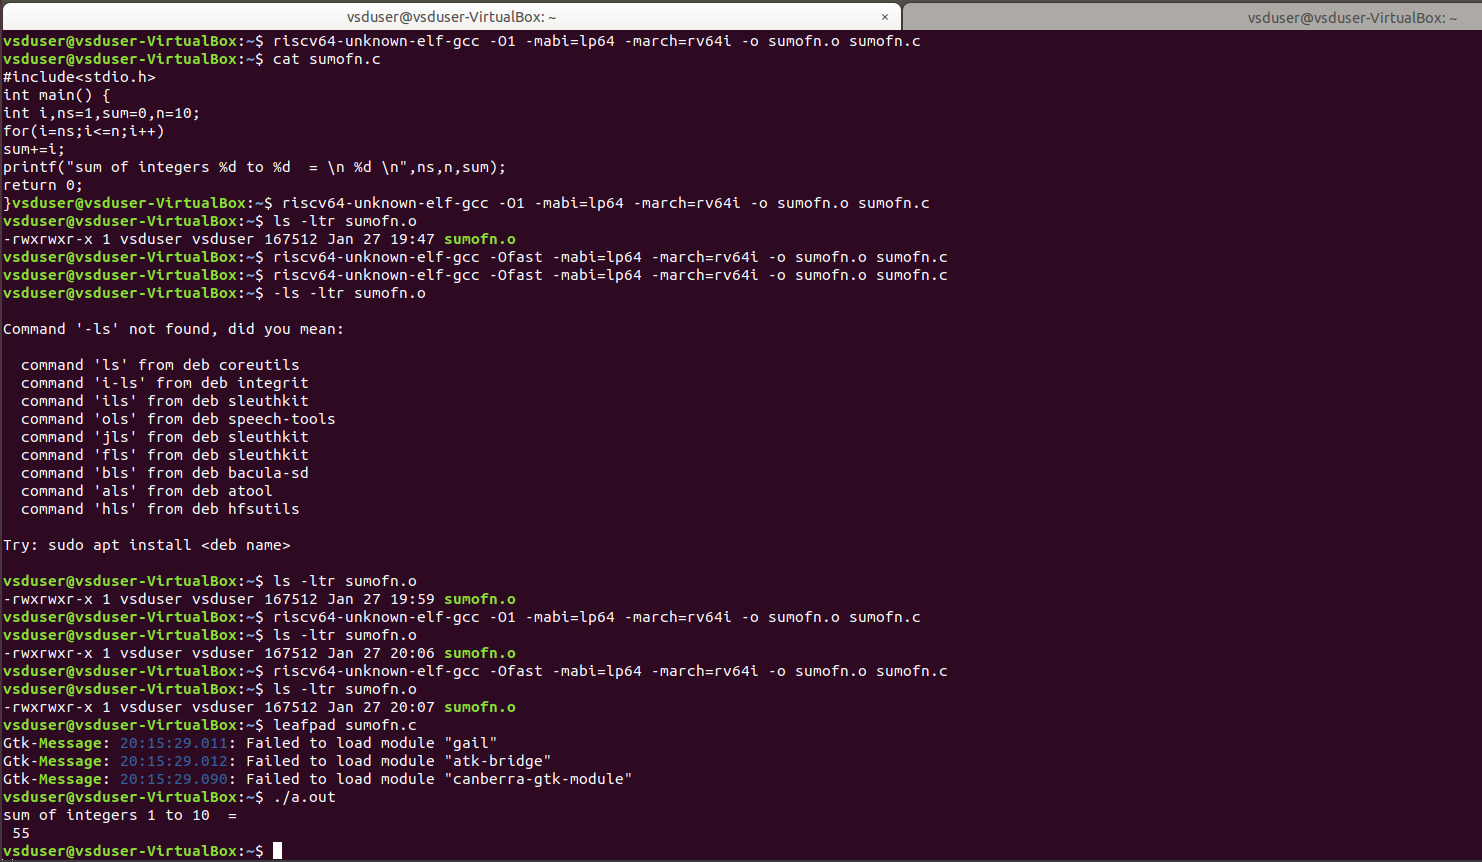 vsduser@vsduser-VirtualBox: ~ × vsduser@vsduser-VirtualBox: ~
vsduser@vsduser-VirtualBox:~$ riscv64-unknown-elf-gcc -O1 -mabi=lp64 -march=rv64i -o sumofn.o sumofn.c
vsduser@vsduser-VirtualBox:~$ cat sumofn.c
#include<stdio.h>
int main() {
int i,ns=1,sum=0,n=10;
for(i=ns;i<=n;i++)
sum+=i;
printf("sum of integers %d to %d  = \n %d \n",ns,n,sum);
return 0;
}vsduser@vsduser-VirtualBox:~$ riscv64-unknown-elf-gcc -O1 -mabi=lp64 -march=rv64i -o sumofn.o sumofn.c
vsduser@vsduser-VirtualBox:~$ ls -ltr sumofn.o
-rwxrwxr-x 1 vsduser vsduser 167512 Jan 27 19:47 sumofn.o
vsduser@vsduser-VirtualBox:~$ riscv64-unknown-elf-gcc -Ofast -mabi=lp64 -march=rv64i -o sumofn.o sumofn.c
vsduser@vsduser-VirtualBox:~$ riscv64-unknown-elf-gcc -Ofast -mabi=lp64 -march=rv64i -o sumofn.o sumofn.c
vsduser@vsduser-VirtualBox:~$ -ls -ltr sumofn.o
Command '-ls' not found, did you mean:
  command 'ls' from deb coreutils
  command 'i-ls' from deb integrit
  command 'ils' from deb sleuthkit
  command 'ols' from deb speech-tools
  command 'jls' from deb sleuthkit
  command 'fls' from deb sleuthkit
  command 'bls' from deb bacula-sd
  command 'als' from deb atool
  command 'hls' from deb hfsutils
Try: sudo apt install <deb name>
vsduser@vsduser-VirtualBox:~$ ls -ltr sumofn.o
-rwxrwxr-x 1 vsduser vsduser 167512 Jan 27 19:59 sumofn.o
vsduser@vsduser-VirtualBox:~$ riscv64-unknown-elf-gcc -O1 -mabi=lp64 -march=rv64i -o sumofn.o sumofn.c
vsduser@vsduser-VirtualBox:~$ ls -ltr sumofn.o
-rwxrwxr-x 1 vsduser vsduser 167512 Jan 27 20:06 sumofn.o
vsduser@vsduser-VirtualBox:~$ riscv64-unknown-elf-gcc -Ofast -mabi=lp64 -march=rv64i -o sumofn.o sumofn.c
vsduser@vsduser-VirtualBox:~$ ls -ltr sumofn.o
-rwxrwxr-x 1 vsduser vsduser 167512 Jan 27 20:07 sumofn.o
vsduser@vsduser-VirtualBox:~$ leafpad sumofn.c
Gtk-Message: 20:15:29.011: Failed to load module "gail"
Gtk-Message: 20:15:29.012: Failed to load module "atk-bridge"
Gtk-Message: 20:15:29.090: Failed to load module "canberra-gtk-module"
vsduser@vsduser-VirtualBox:~$ ./a.out
sum of integers 1 to 10  =
 55
vsduser@vsduser-VirtualBox:~$